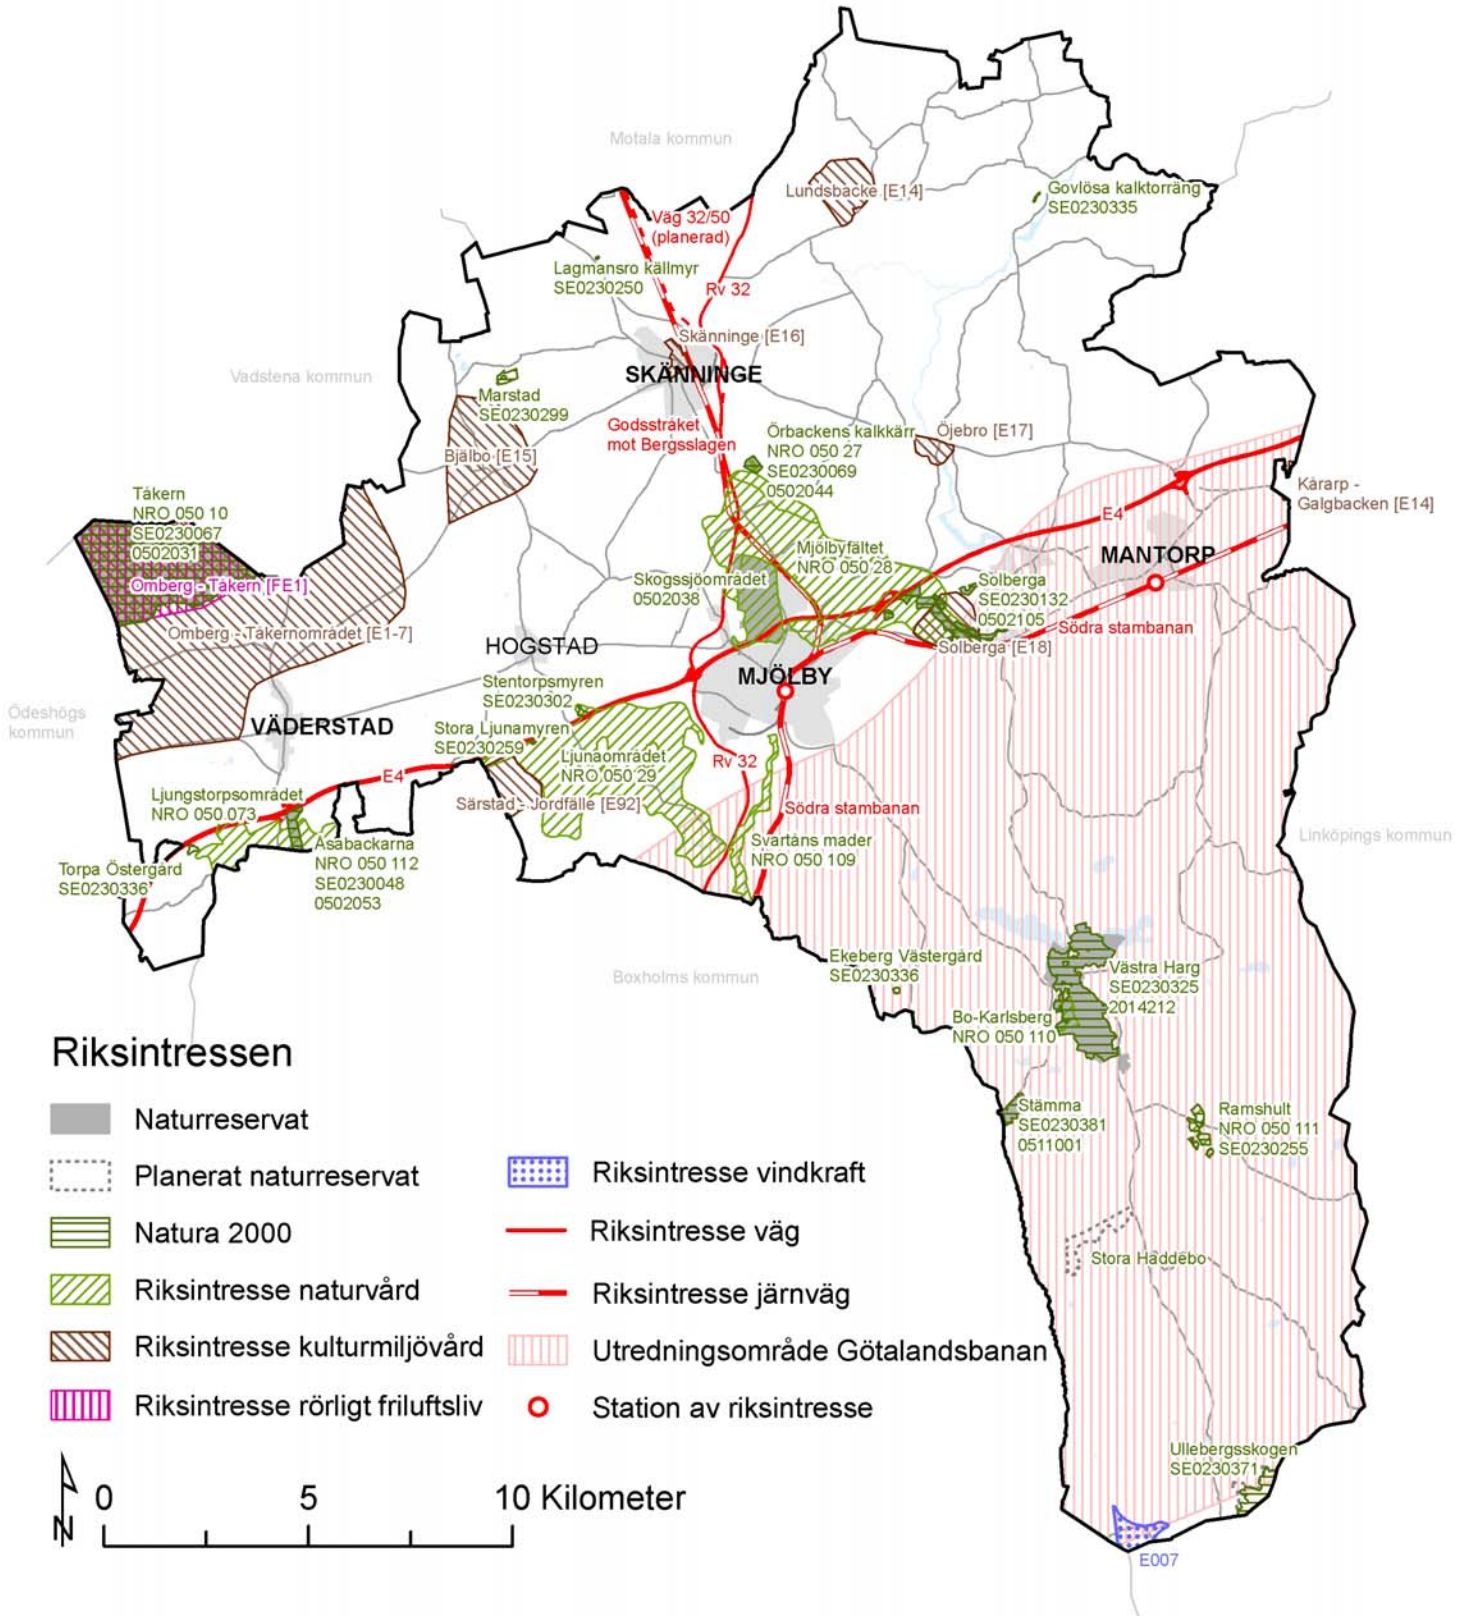 Motala kommun
Lundsbacke [E14]
Govlösa kalktorräng
SE0230335
Väg 32/50
(planerad)
Lagmansro källmyr
SE0230250
Rv 32
Skänninge [E16]
SKÄNNINGE
Vadstena kommun
Marstad
SE0230299
Godsstråket
mot Bergsslagen
Örbackens kalkkärr
NRO 050 27
SE0230069
0502044
Öjebro [E17]
Bjälbo [E15]
Kårarp -
Galgbacken [E14]
Tåkern
NRO 050 10
SE0230067
0502031
E4
MANTORP
Mjölbyfältet
NRO 050 28
Omberg - Tåkern [FE1]
Skogssjöområdet
0502038
Solberga
SE0230132
0502105
Södra stambanan
Omberg - Tåkernområdet [E1-7]
HOGSTAD
Solberga [E18]
MJÖLBY
Stentorpsmyren
SE0230302
Ödeshögs
kommun
VÄDERSTAD
Stora Ljunamyren
SE0230259
Ljunaområdet
NRO 050 29
Rv 32
E4
Särstad - Jordfälle [E92]
Södra stambanan
Ljungstorpsområdet
NRO 050 073
Linköpings kommun
Åsabackarna
NRO 050 112
SE0230048
0502053
Svartåns mader
NRO 050 109
Torpa Östergård
SE0230336
Boxholms kommun
Ekeberg Västergård
SE0230336
Västra Harg
SE0230325
2014212
Bo-Karlsberg
NRO 050 110
Stämma
SE0230381
0511001
Ramshult
NRO 050 111
SE0230255
Stora Häddebo
Ullebergsskogen
SE0230371
E007
Riksintressen
Naturreservat
Planerat naturreservat
Natura 2000
Riksintresse naturvård
Riksintresse kulturmiljövård
Riksintresse rörligt friluftsliv
Riksintresse vindkraft
Riksintresse väg
Riksintresse järnväg
Utredningsområde Götalandsbanan
Station av riksintresse
N
0 5 10 Kilometer